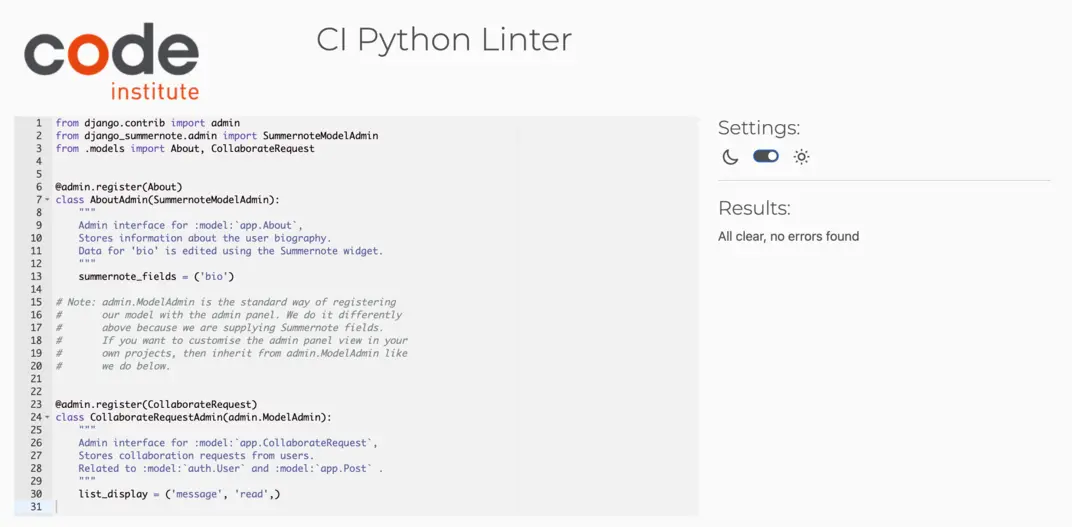 code
institute
CI Python Linter
1 from django.contrib import admin
2 from django_summernote.admin import SummernoteModelAdmin
3 from .models import About, CollaborateRequest
4
5
6 @admin.register(About)
7 class AboutAdmin(SummernoteModelAdmin):
8     """
9     Admin interface for :model:`app.About`,
10     Stores information about the user biography.
11     Data for 'bio' is edited using the Summernote widget.
12     """
13     summernote_fields = ('bio')
14
15 # Note: admin.ModelAdmin is the standard way of registering
16 #       our model with the admin panel. We do it differently
17 #       above because we are supplying Summernote fields.
18 #       If you want to customise the admin panel view in your
19 #       own projects, then inherit from admin.ModelAdmin like
20 #       we do below.
21
22
23 @admin.register(CollaborateRequest)
24 class CollaborateRequestAdmin(admin.ModelAdmin):
25     """
26     Admin interface for :model:`app.CollaborateRequest`,
27     Stores collaboration requests from users.
28     Related to :model:`auth.User` and :model:`app.Post` .
29     """
30     list_display = ('message', 'read',)
31
Settings:
Results:
All clear, no errors found